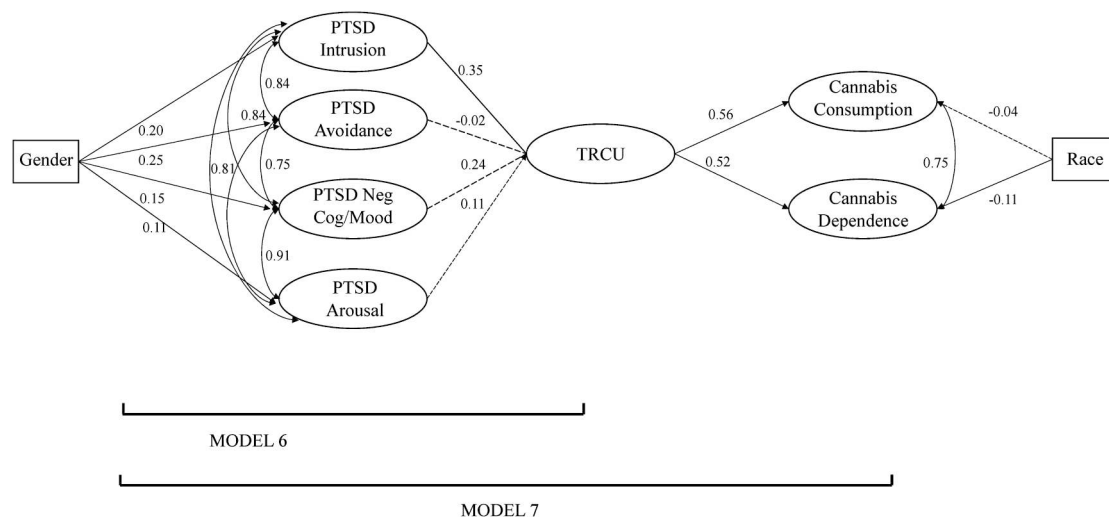 PTSD
Intrusion
0.35
0.84
Cannabis
Consumption
0.56
-0.04
0.20
0.84
PTSD
Avoidance
-0.02
Gender
0.25
0.81
0.75
0.24
TRCU
0.75
Race
0.15
PTSD Neg
Cog/Mood
0.11
0.52
Cannabis
Dependence
-0.11
0.11
0.91
PTSD
Arousal
MODEL 6
MODEL 7